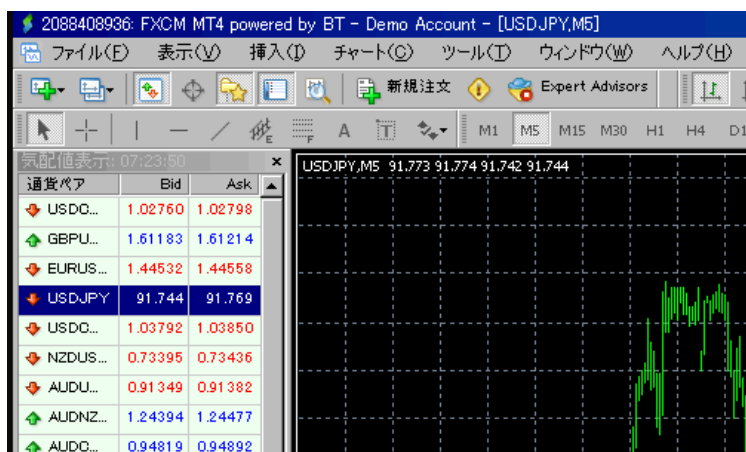 2088408936: FXCM MT4 powered by BT - Demo Account - [USDJPY,M5]
ファイル(F) 表示(V) 挿入(I) チャート(C) ツール(T) ウィンドウ(W) ヘルプ(H)
新規注文 Expert Advisors
E F A T M1 M5 M15 M30 H1 H4 D1
気配値表示: 07:23:50
USDJPY,M5 91.773 91.774 91.742 91.744
通貨ペア Bid Ask
USDC... 1.02760 1.02798
GBPU... 1.61183 1.61214
EURUS... 1.44532 1.44558
USDJPY 91.744 91.769
USDC... 1.03792 1.03850
NZDUS... 0.73395 0.73436
AUDU... 0.91349 0.91382
AUDNZ... 1.24394 1.24477
AUDC... 0.94819 0.94892